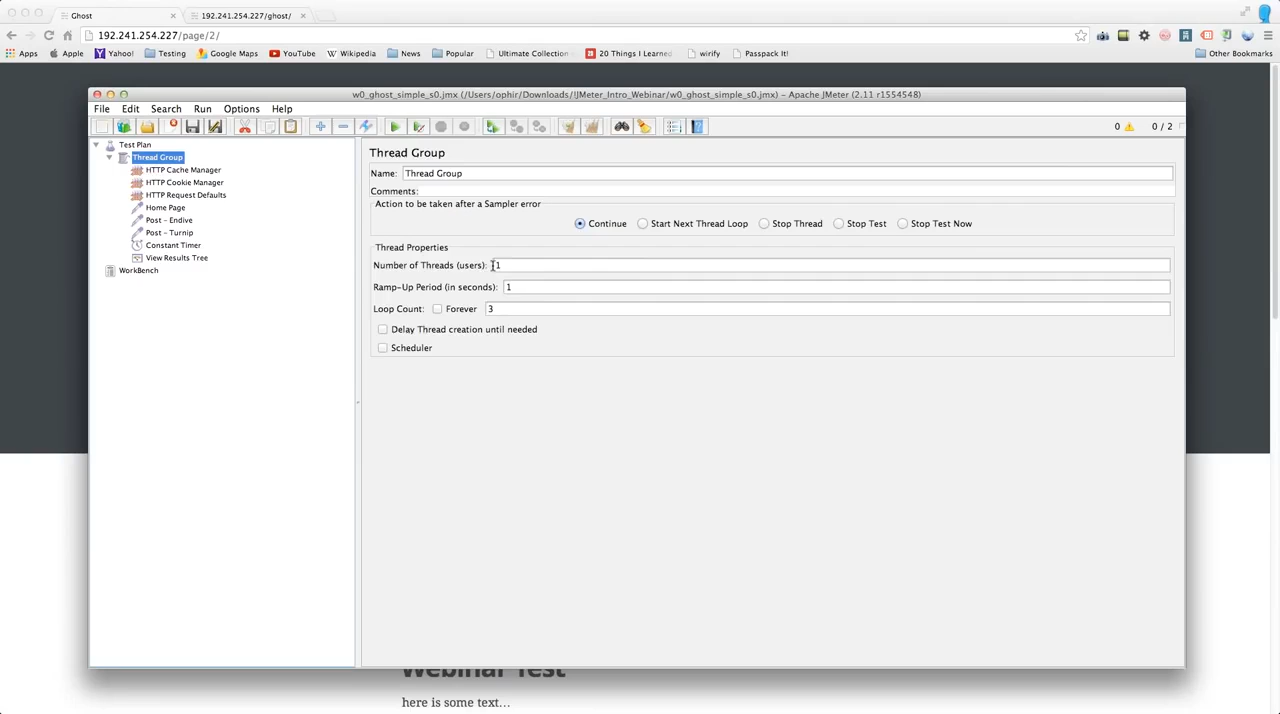 Ghost
192.241.254.227/ghost/
192.241.254.227/page/2/
Apps Apple Yahoo! Testing Google Maps YouTube Wikipedia News Popular Ultimate Collection 20 Things I Learned wirify Passpack It! Other Bookmarks
w0_ghost_simple_s0.jmx (/Users/ophir/Downloads/!JMeter_Intro_Webinar/w0_ghost_simple_s0.jmx) - Apache JMeter (2.11 r1554548)
File Edit Search Run Options Help
0 0 / 2
Test Plan
Thread Group
HTTP Cache Manager
HTTP Cookie Manager
HTTP Request Defaults
Home Page
Post - Endive
Post - Turnip
Constant Timer
View Results Tree
WorkBench
Thread Group
Name: Thread Group
Comments:
Action to be taken after a Sampler error
Continue Start Next Thread Loop Stop Thread Stop Test Stop Test Now
Thread Properties
Number of Threads (users): 1
Ramp-Up Period (in seconds): 1
Loop Count: Forever 3
Delay Thread creation until needed
Scheduler
Webinar Test
here is some text...